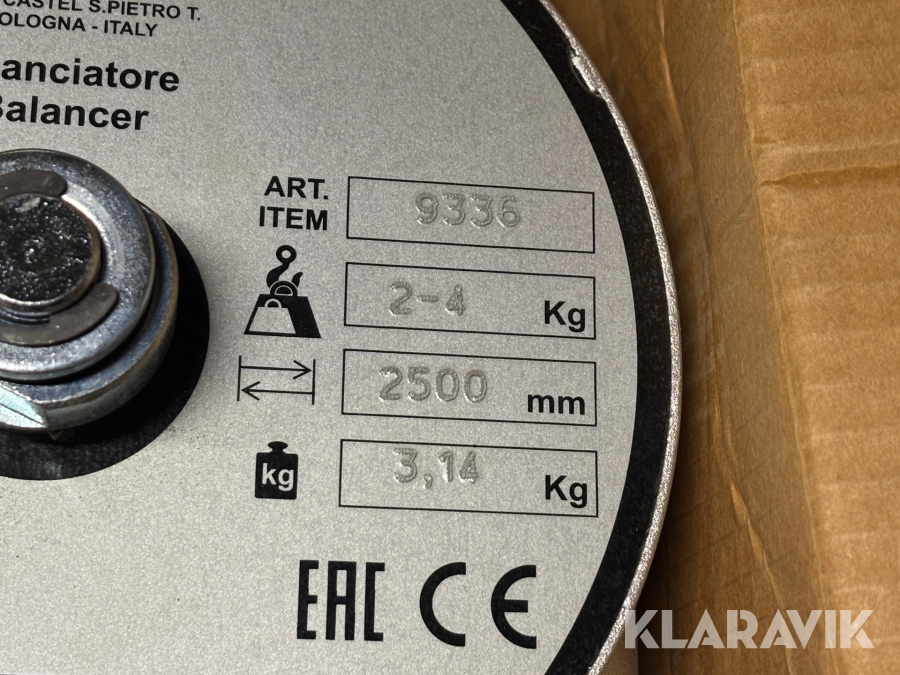 CASTEL S.PIETRO T.
OLOGNA - ITALY
anciatore
Balancer
ART. ITEM 9336
2-4 Kg
2500 mm
kg 3,14 Kg
EAC CE
KLARAVIK